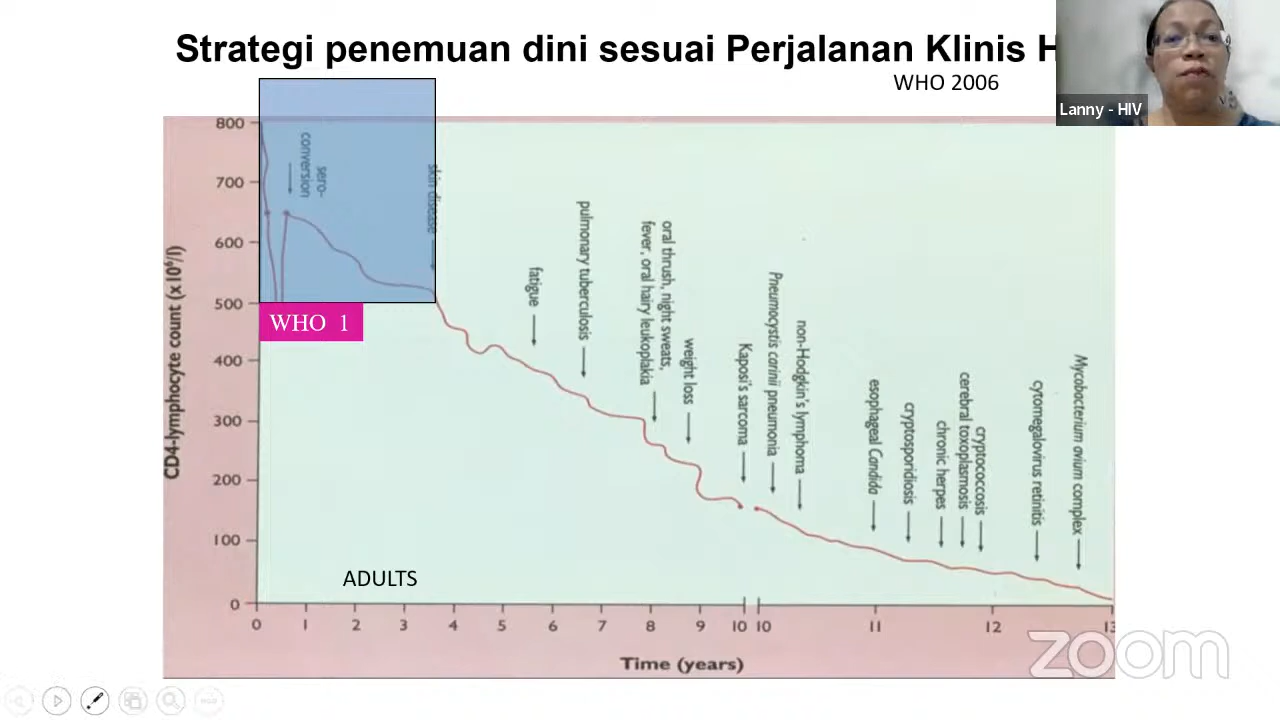 Strategi penemuan dini sesuai Perjalanan Klinis H
WHO 2006
Lanny - HIV
CD4-lymphocyte count (x10⁶/l)
800
700
600
500
400
300
200
100
0
sero-
conversion
skin disease
WHO 1
fatigue
pulmonary tuberculosis
oral thrush, night sweats,
fever, oral hairy leukoplakia
weight loss
Kaposi's sarcoma
Pneumocystis carinii pneumonia
non-Hodgkin's lymphoma
esophageal Candida
cryptosporidiosis
chronic herpes
cerebral toxoplasmosis
cryptococcosis
cytomegalovirus retinitis
Mycobacterium avium complex
ADULTS
0 1 2 3 4 5 6 7 8 9 10 10 11 12 13
Time (years)
zoom